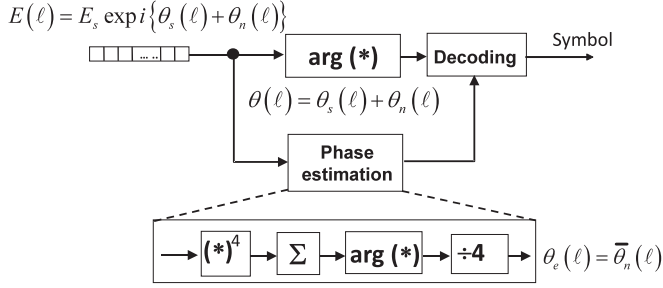 E(ℓ) = E_s exp i{θ_s(ℓ) + θ_n(ℓ)}
... ..
arg (*)
Decoding
Symbol
θ(ℓ) = θ_s(ℓ) + θ_n(ℓ)
Phase
estimation
(*)^4
Σ
arg (*)
÷4
θ_e(ℓ) = θ̅_n(ℓ)